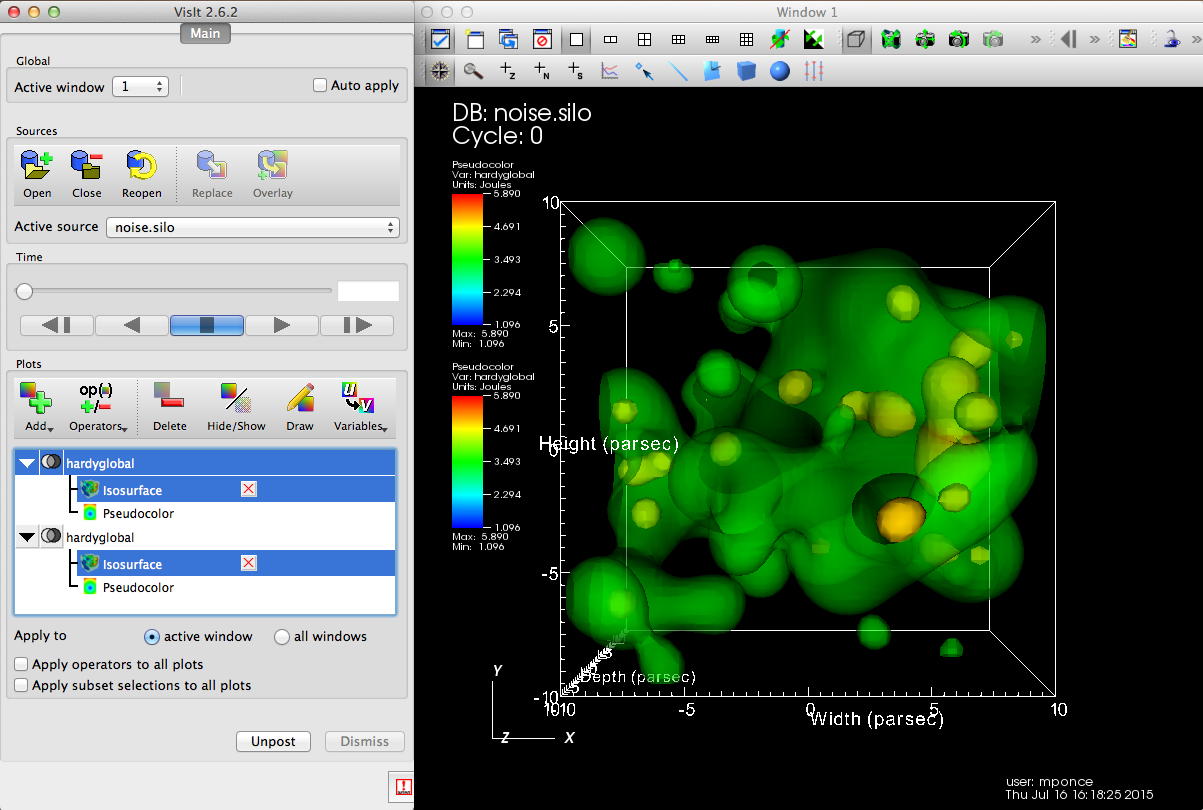 VisIt 2.6.2
Main
Global
Active window 1
Auto apply
Sources
Open Close Reopen Replace Overlay
Active source noise.silo
Time
Plots
op(·)
Add Operators Delete Hide/Show Draw Variables
hardyglobal
Isosurface
Pseudocolor
hardyglobal
Isosurface
Pseudocolor
Apply to active window all windows
Apply operators to all plots
Apply subset selections to all plots
Unpost Dismiss
Window 1
Z N S
DB: noise.silo
Cycle: 0
Pseudocolor
Var: hardyglobal
Units: Joules
5.890
4.691
3.493
2.294
1.096
Max: 5.890
Min: 1.096
Pseudocolor
Var: hardyglobal
Units: Joules
5.890
4.691
3.493
2.294
1.096
Max: 5.890
Min: 1.096
10
5
Height (parsec)
0
-5
-10
Depth (parsec)
-5 0 5 10
Width (parsec)
Y
Z X
user: mponce
Thu Jul 16 16:18:25 2015